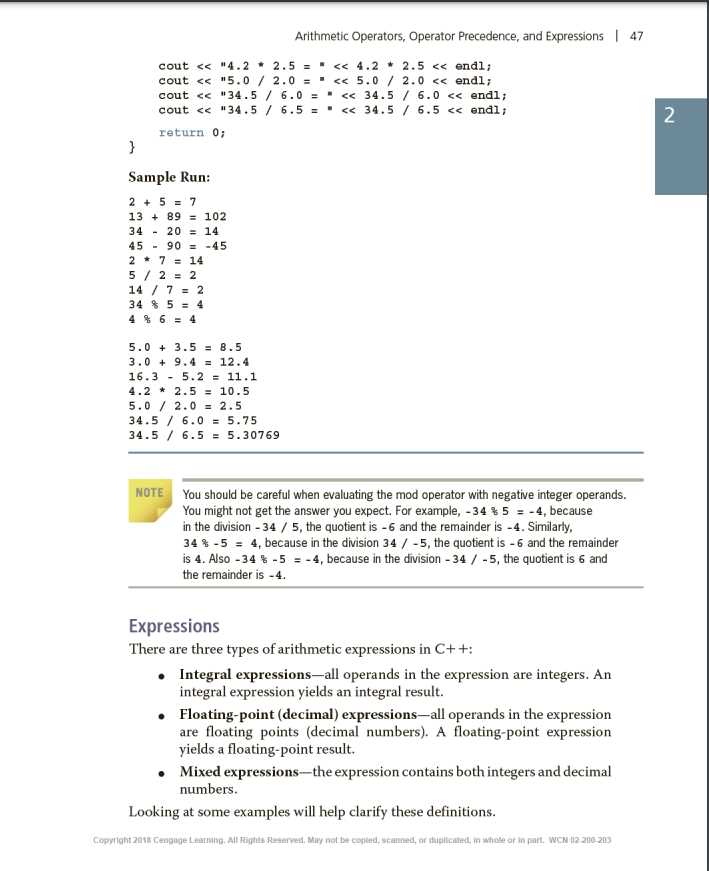 Arithmetic Operators, Operator Precedence, and Expressions | 47
cout << "4.2 * 2.5 = " << 4.2 * 2.5 << endl;
cout << "5.0 / 2.0 = " << 5.0 / 2.0 << endl;
cout << "34.5 / 6.0 = " << 34.5 / 6.0 << endl;
cout << "34.5 / 6.5 = " << 34.5 / 6.5 << endl;
2
return 0;
}
Sample Run:
2 + 5 = 7
13 + 89 = 102
34 - 20 = 14
45 - 90 = -45
2 * 7 = 14
5 / 2 = 2
14 / 7 = 2
34 % 5 = 4
4 % 6 = 4
5.0 + 3.5 = 8.5
3.0 + 9.4 = 12.4
16.3 - 5.2 = 11.1
4.2 * 2.5 = 10.5
5.0 / 2.0 = 2.5
34.5 / 6.0 = 5.75
34.5 / 6.5 = 5.30769
NOTE
You should be careful when evaluating the mod operator with negative integer operands.
You might not get the answer you expect. For example, -34 % 5 = -4, because
in the division -34 / 5, the quotient is -6 and the remainder is -4. Similarly,
34 % -5 = 4, because in the division 34 / -5, the quotient is -6 and the remainder
is 4. Also -34 % -5 = -4, because in the division -34 / -5, the quotient is 6 and
the remainder is -4.
Expressions
There are three types of arithmetic expressions in C++:
• Integral expressions—all operands in the expression are integers. An
integral expression yields an integral result.
• Floating-point (decimal) expressions—all operands in the expression
are floating points (decimal numbers). A floating-point expression
yields a floating-point result.
• Mixed expressions—the expression contains both integers and decimal
numbers.
Looking at some examples will help clarify these definitions.
Copyright 2018 Cengage Learning. All Rights Reserved. May not be copied, scanned, or duplicated, in whole or in part. WCN 02-200-203